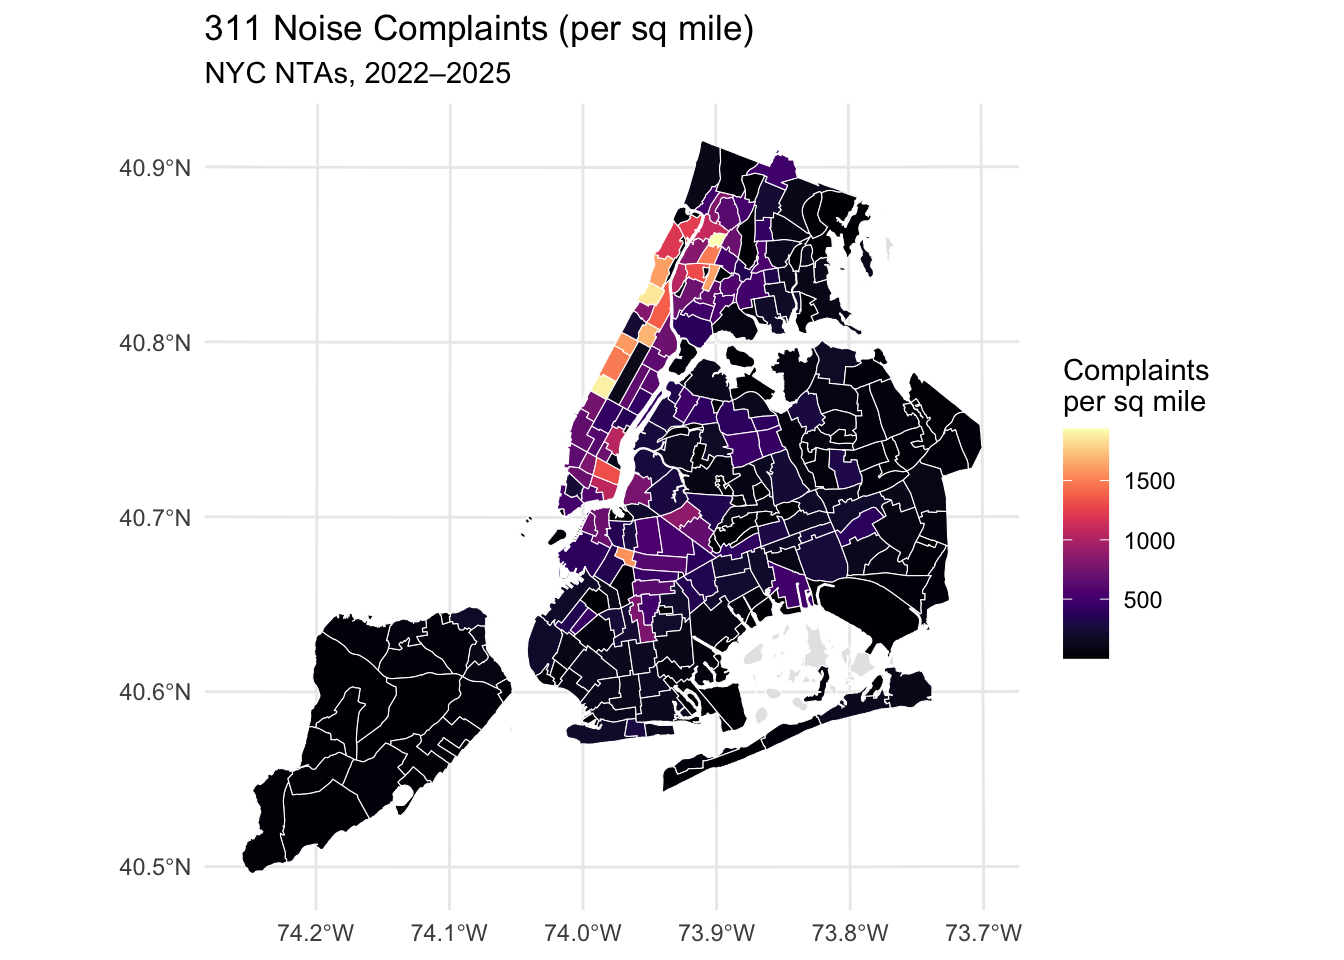 311 Noise Complaints (per sq mile)
NYC NTAs, 2022–2025
40.9°N
40.8°N
40.7°N
40.6°N
40.5°N
74.2°W
74.1°W
74.0°W
73.9°W
73.8°W
73.7°W
Complaints
per sq mile
1500
1000
500